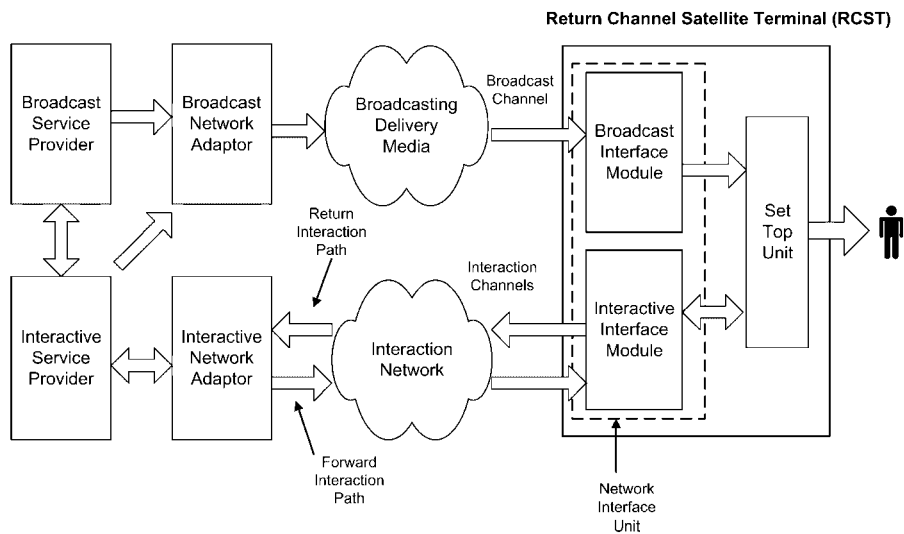 Return Channel Satellite Terminal (RCST)
Broadcast
Service
Provider
Broadcast
Network
Adaptor
Broadcasting
Delivery
Media
Broadcast
Channel
Broadcast
Interface
Module
Set
Top
Unit
Return
Interaction
Path
Interaction
Channels
Interactive
Service
Provider
Interactive
Network
Adaptor
Interaction
Network
Interactive
Interface
Module
Forward
Interaction
Path
Network
Interface
Unit